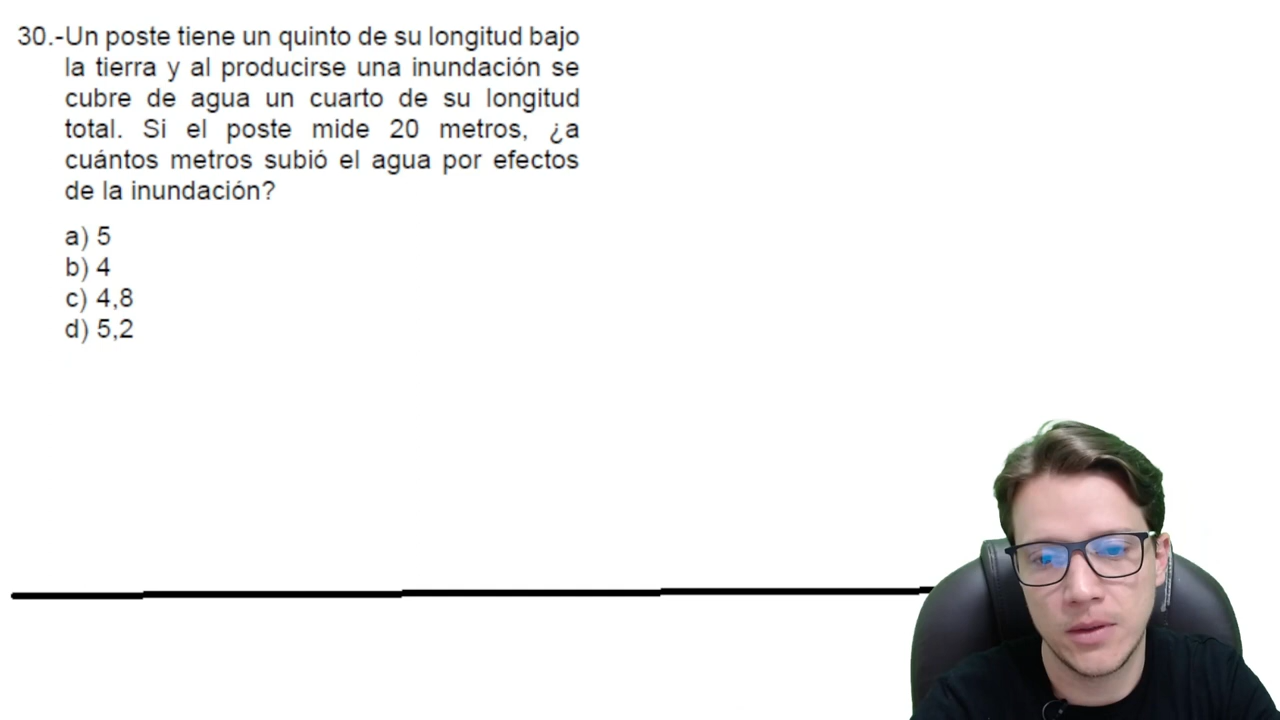 30.-Un poste tiene un quinto de su longitud bajo
la tierra y al producirse una inundación se
cubre de agua un cuarto de su longitud
total. Si el poste mide 20 metros, ¿a
cuántos metros subió el agua por efectos
de la inundación?
a) 5
b) 4
c) 4,8
d) 5,2